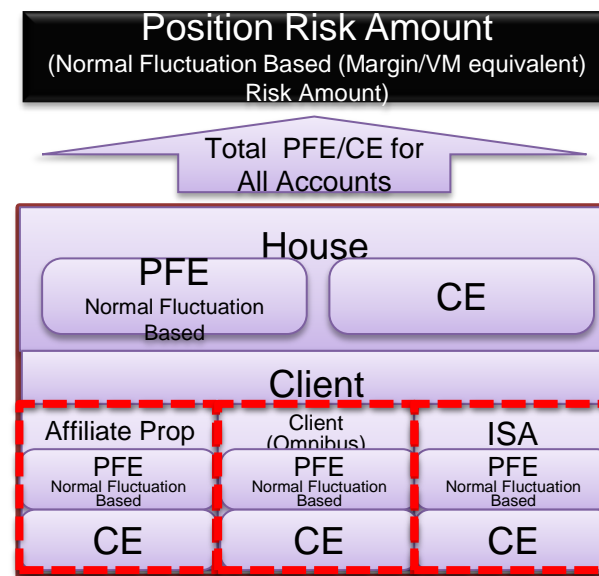 Position Risk Amount
(Normal Fluctuation Based (Margin/VM equivalent)
Risk Amount)
Total PFE/CE for
All Accounts
House
PFE
Normal Fluctuation
Based
CE
Client
Affiliate Prop
PFE
Normal Fluctuation
Based
CE
Client
(Omnibus)
PFE
Normal Fluctuation
Based
CE
ISA
PFE
Normal Fluctuation
Based
CE